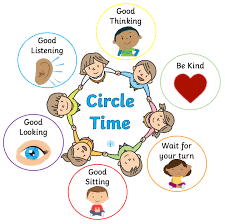 Good
Thinking
Good
Listening
Be Kind
Circle
Time
Good
Looking
Wait for
your turn
Good
Sitting